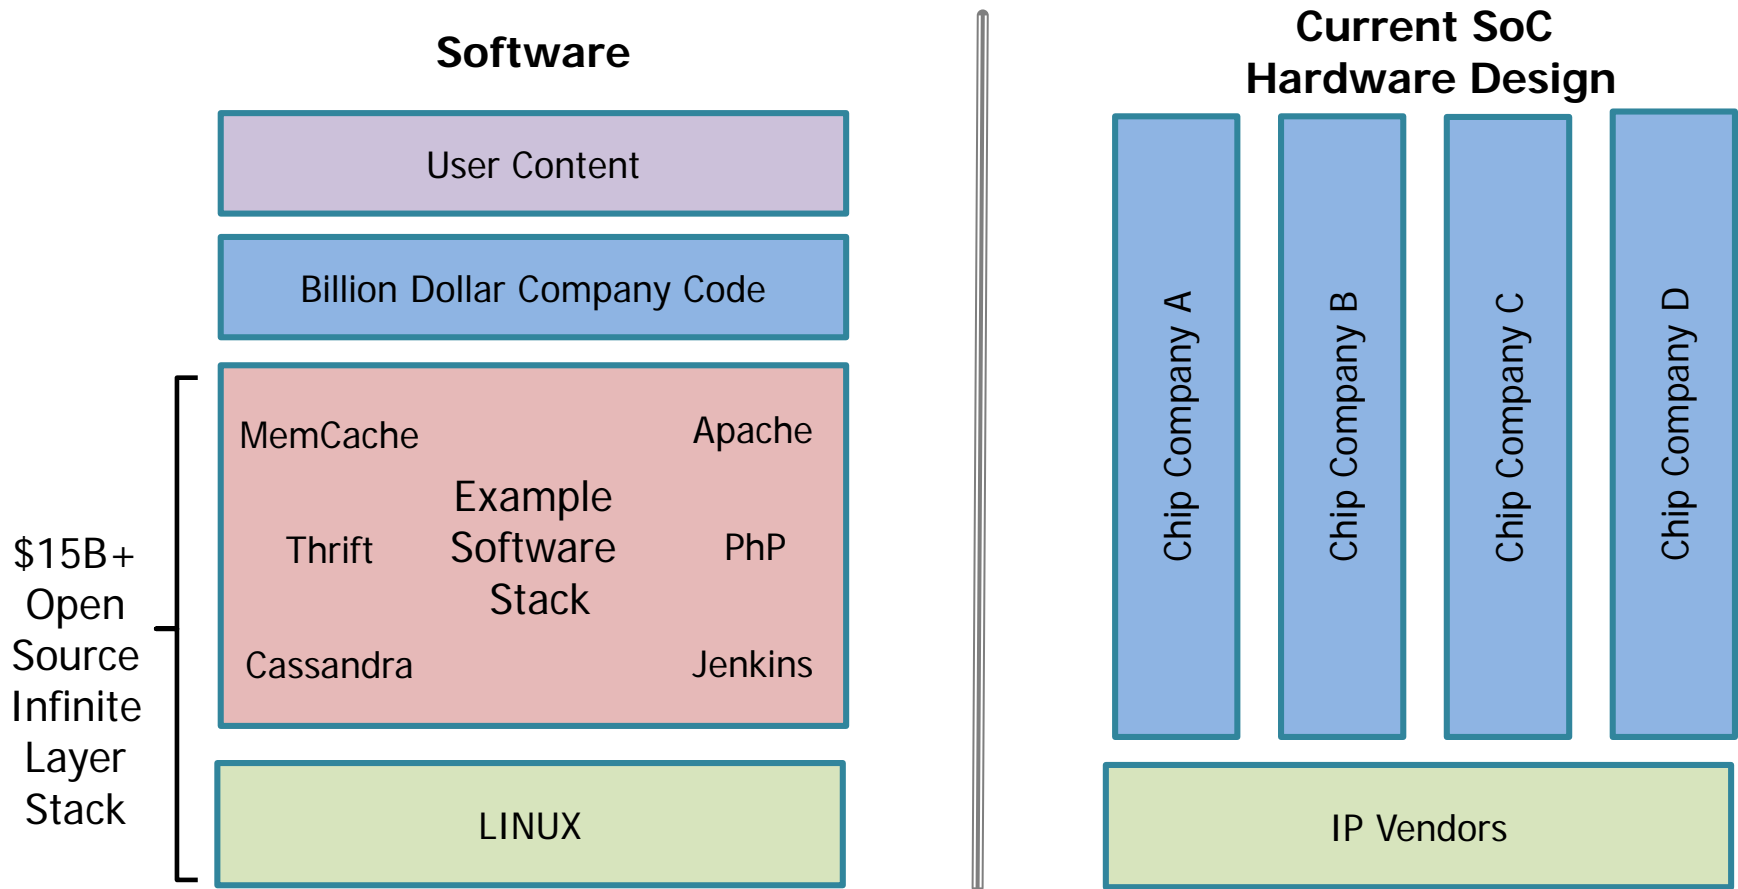 Software
User Content
Billion Dollar Company Code
MemCache
Apache
Example
Software
Stack
Thrift
PhP
Cassandra
Jenkins
$15B+
Open
Source
Infinite
Layer
Stack
LINUX
Current SoC
Hardware Design
Chip Company A
Chip Company B
Chip Company C
Chip Company D
IP Vendors